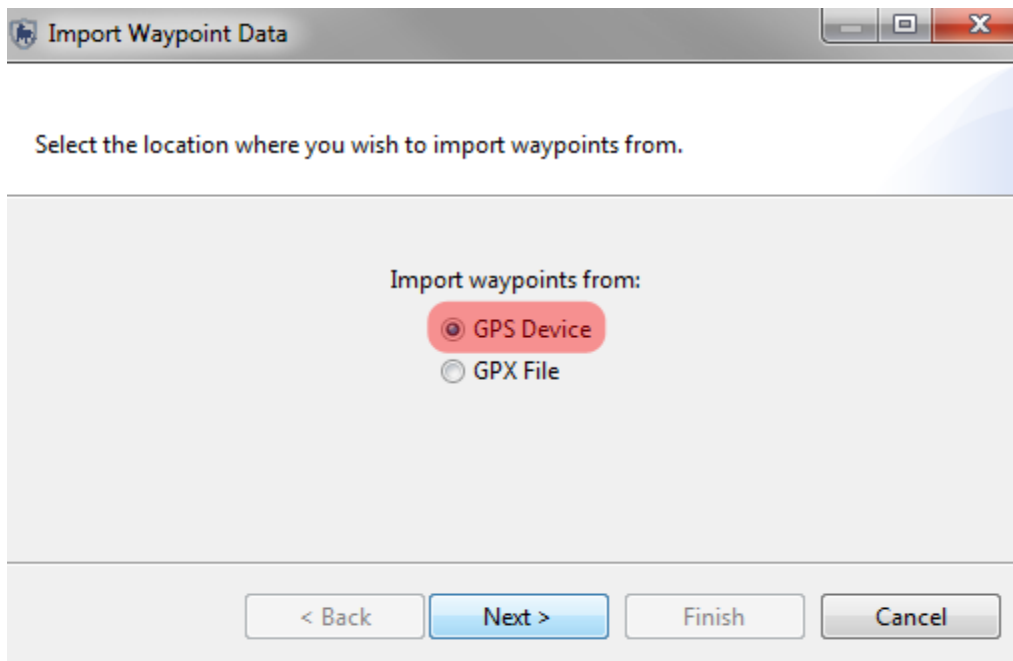 Import Waypoint Data
Select the location where you wish to import waypoints from.
Import waypoints from:
GPS Device
GPX File
< Back Next > Finish Cancel